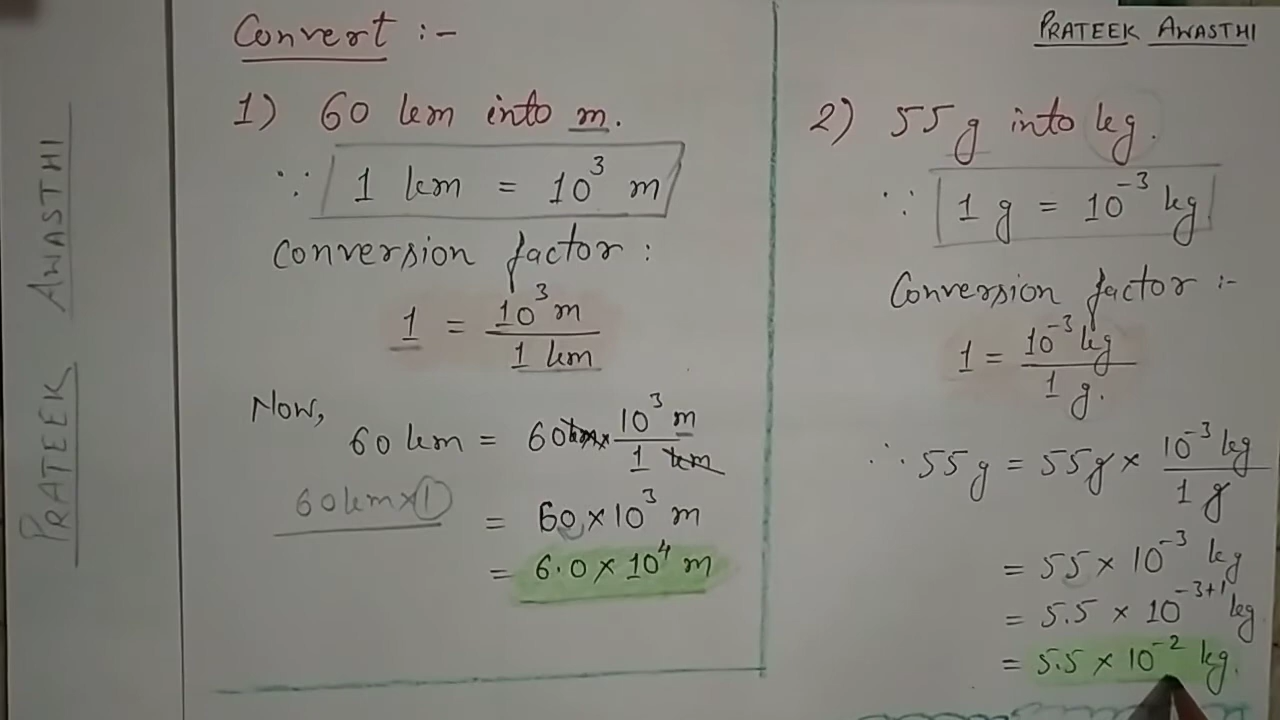 PRATEEK AWASTHI
Convert :-
1) 60 km into m.
∵ 1 km = 10³ m
Conversion factor :
1 = 10³ m / 1 km
Now,
60 km = 60 km × 10³ m / 1 km
60 km × 1
= 60 × 10³ m
= 6.0 × 10⁴ m
PRATEEK AWASTHI
2) 55 g into kg.
∵ 1 g = 10⁻³ kg
Conversion factor :-
1 = 10⁻³ kg / 1 g.
∴ 55 g = 55 g × 10⁻³ kg / 1 g
= 55 × 10⁻³ kg
= 5.5 × 10⁻³⁺¹ kg.
= 5.5 × 10⁻² kg.